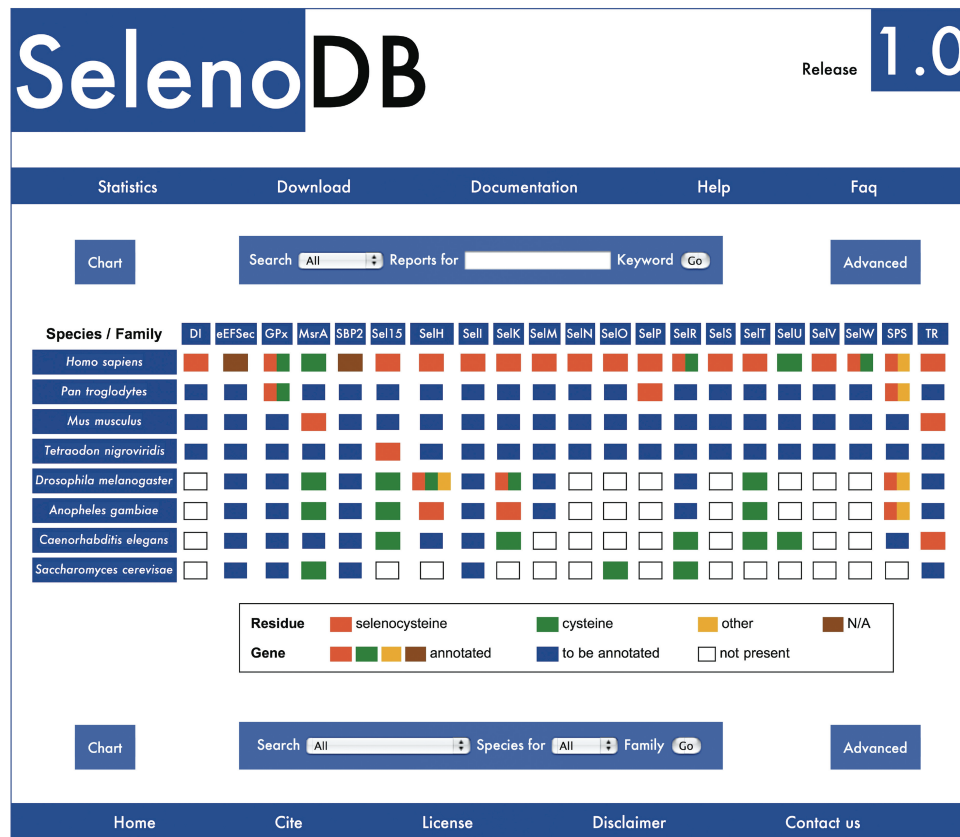 SelenoDB
Release 1.0
Statistics Download Documentation Help Faq
Chart Search All Reports for Keyword Go Advanced
Species / Family DI eEFSec GPx MsrA SBP2 Sel15 SelH SelI SelK SelM SelN SelO SelP SelR SelS SelT SelU SelV SelW SPS TR
Homo sapiens
Pan troglodytes
Mus musculus
Tetraodon nigroviridis
Drosophila melanogaster
Anopheles gambiae
Caenorhabditis elegans
Saccharomyces cerevisae
Residue selenocysteine cysteine other N/A
Gene annotated to be annotated not present
Chart Search All Species for All Family Go Advanced
Home Cite License Disclaimer Contact us